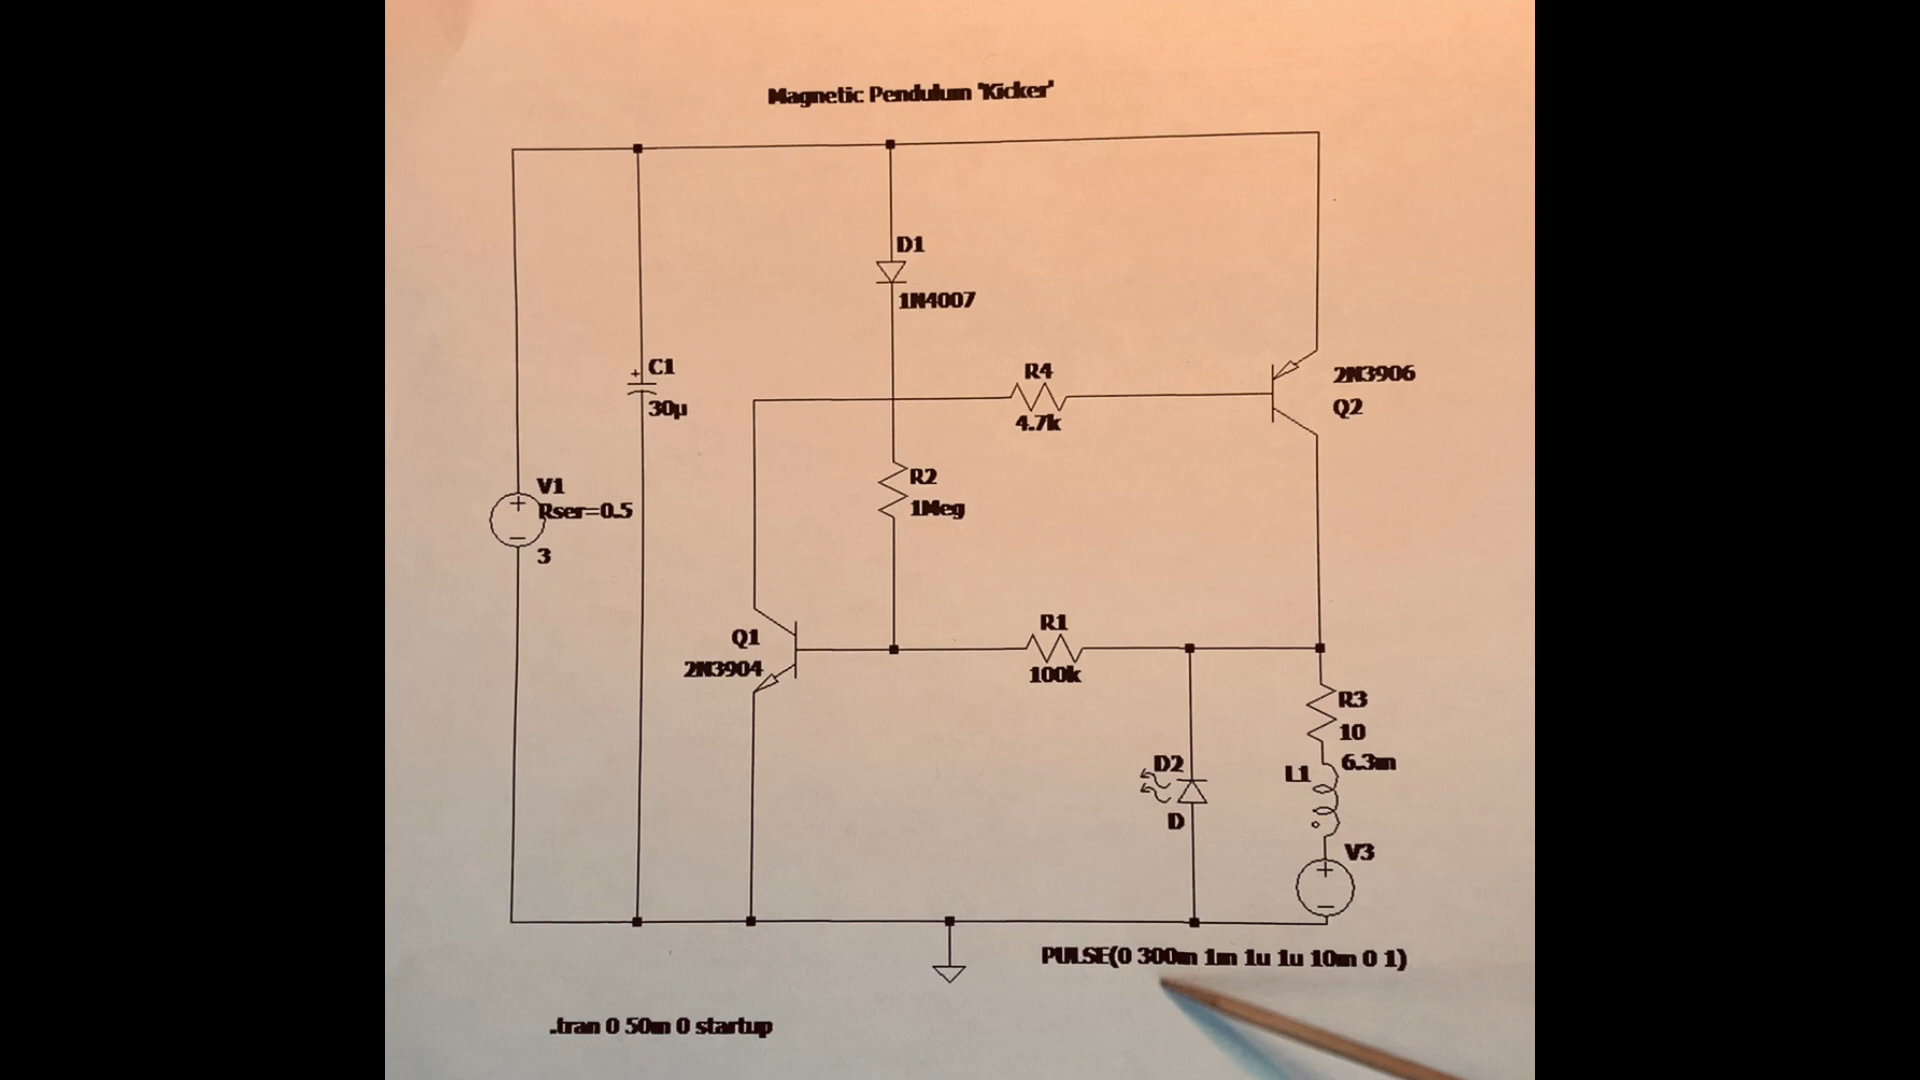 Magnetic Pendulum 'Kicker'
D1
1N4007
C1
+
30µ
R4
4.7k
2N3906
Q2
R2
1Meg
V1
Rser=0.5
+
3
Q1
2N3904
R1
100k
R3
10
6.3m
L1
D2
D
V3
+
PULSE(0 300m 1m 1u 1u 10m 0 1)
.tran 0 50m 0 startup